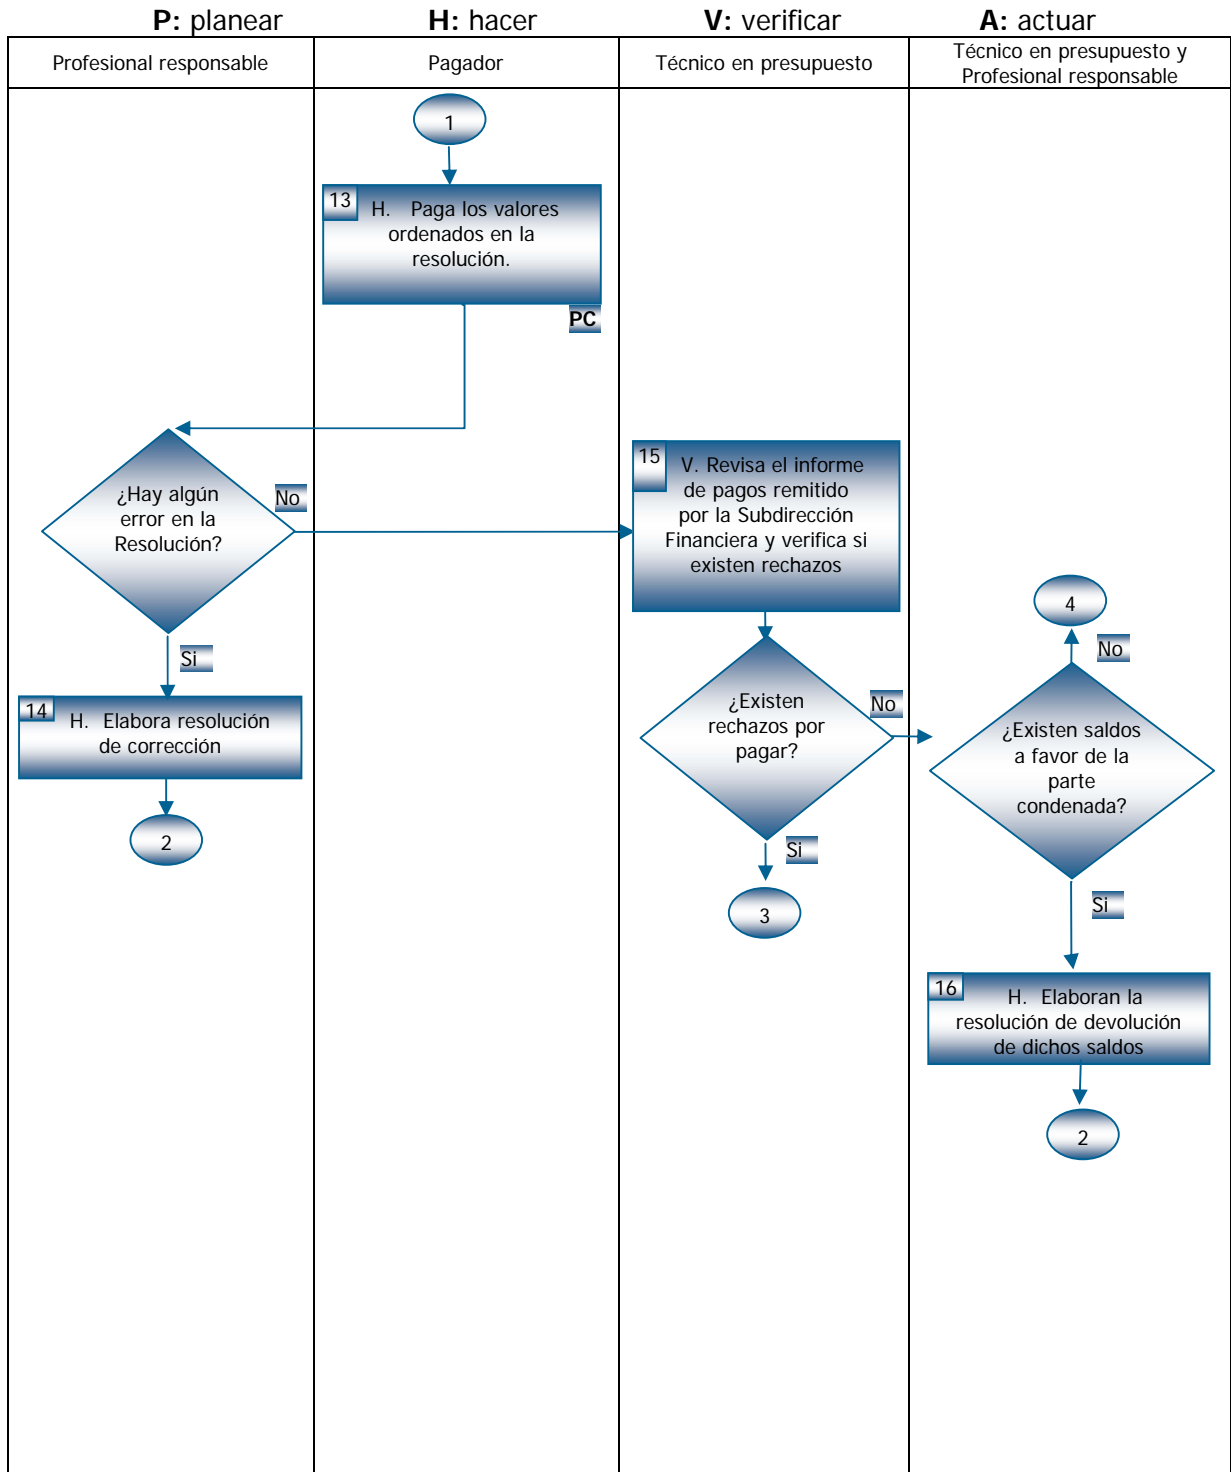 P: planear H: hacer V: verificar A: actuar
Profesional responsable
Pagador
Técnico en presupuesto
Técnico en presupuesto y
Profesional responsable
1
13
H. Paga los valores
ordenados en la
resolución.
PC
¿Hay algún
error en la
Resolución?
No
Si
14
H. Elabora resolución
de corrección
2
15
V. Revisa el informe
de pagos remitido
por la Subdirección
Financiera y verifica si
existen rechazos
¿Existen
rechazos por
pagar?
No
Si
3
4
No
¿Existen saldos
a favor de la
parte
condenada?
Si
16
H. Elaboran la
resolución de devolución
de dichos saldos
2